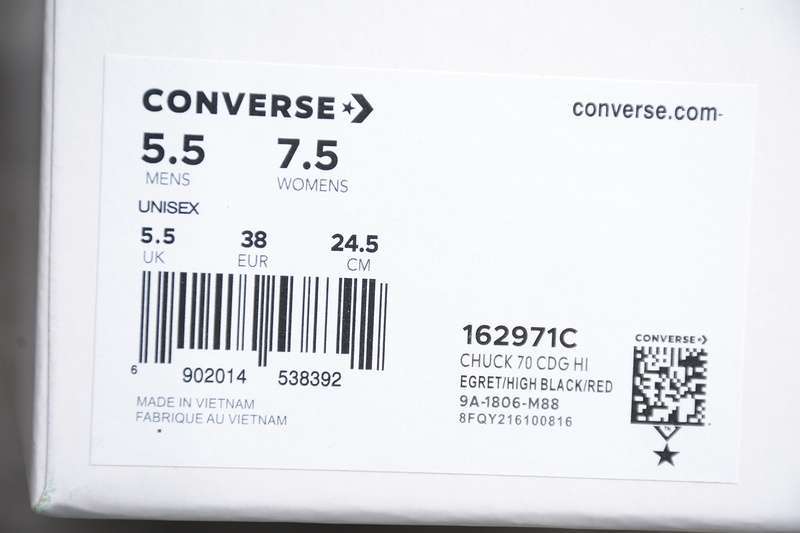 CONVERSE
converse.com-
5.5 7.5
MENS WOMENS
UNISEX
5.5 38 24.5
UK EUR CM
6 902014 538392
MADE IN VIETNAM
FABRIQUE AU VIETNAM
162971C
CHUCK 70 CDG HI
EGRET/HIGH BLACK/RED
9A-1806-M88
8FQY216100816
CONVERSE
TM